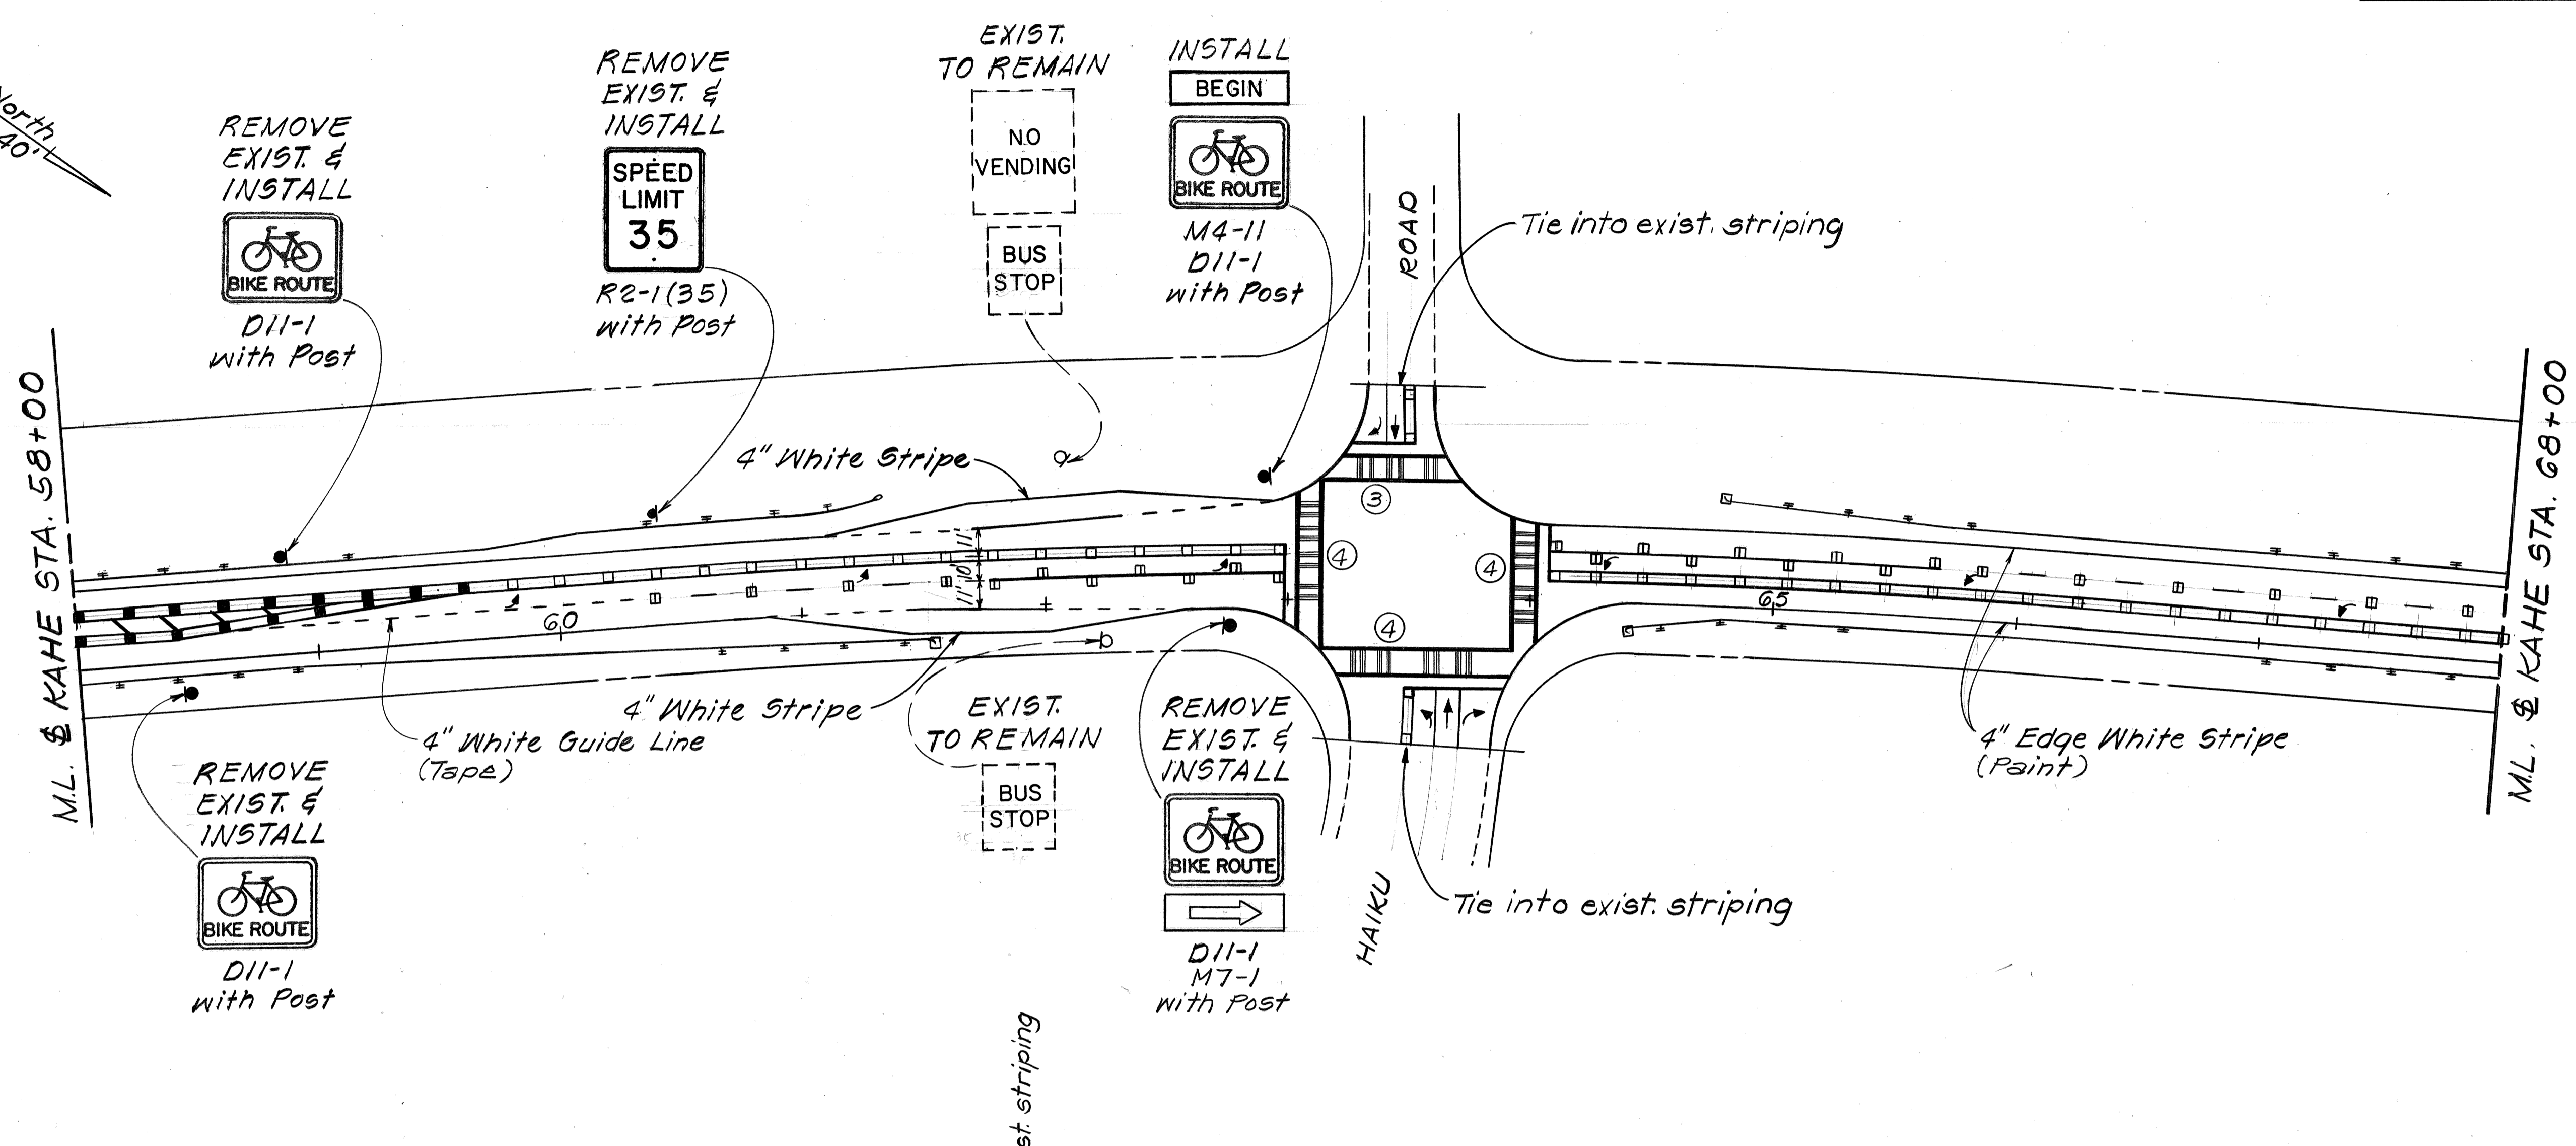 North
40'
REMOVE
EXIST. &
INSTALL
BIKE ROUTE
D11-1
with Post
REMOVE
EXIST. &
INSTALL
SPEED
LIMIT
35
R2-1(35)
with Post
EXIST.
TO REMAIN
NO
VENDING
BUS
STOP
INSTALL
BEGIN
BIKE ROUTE
M4-11
D11-1
with Post
ROAD
Tie into exist. striping
M.L. KAHE STA. 58+00
M.L. KAHE STA. 68+00
4" White Stripe
11'
10'
11'
3
4
4
4
60
65
4" White Guide Line
(Tape)
4" White Stripe
REMOVE
EXIST. &
INSTALL
BIKE ROUTE
D11-1
with Post
EXIST.
TO REMAIN
BUS
STOP
REMOVE
EXIST. &
INSTALL
BIKE ROUTE
D11-1
M7-1
with Post
HAIKU
Tie into exist. striping
4" Edge White Stripe
(Paint)
st. striping